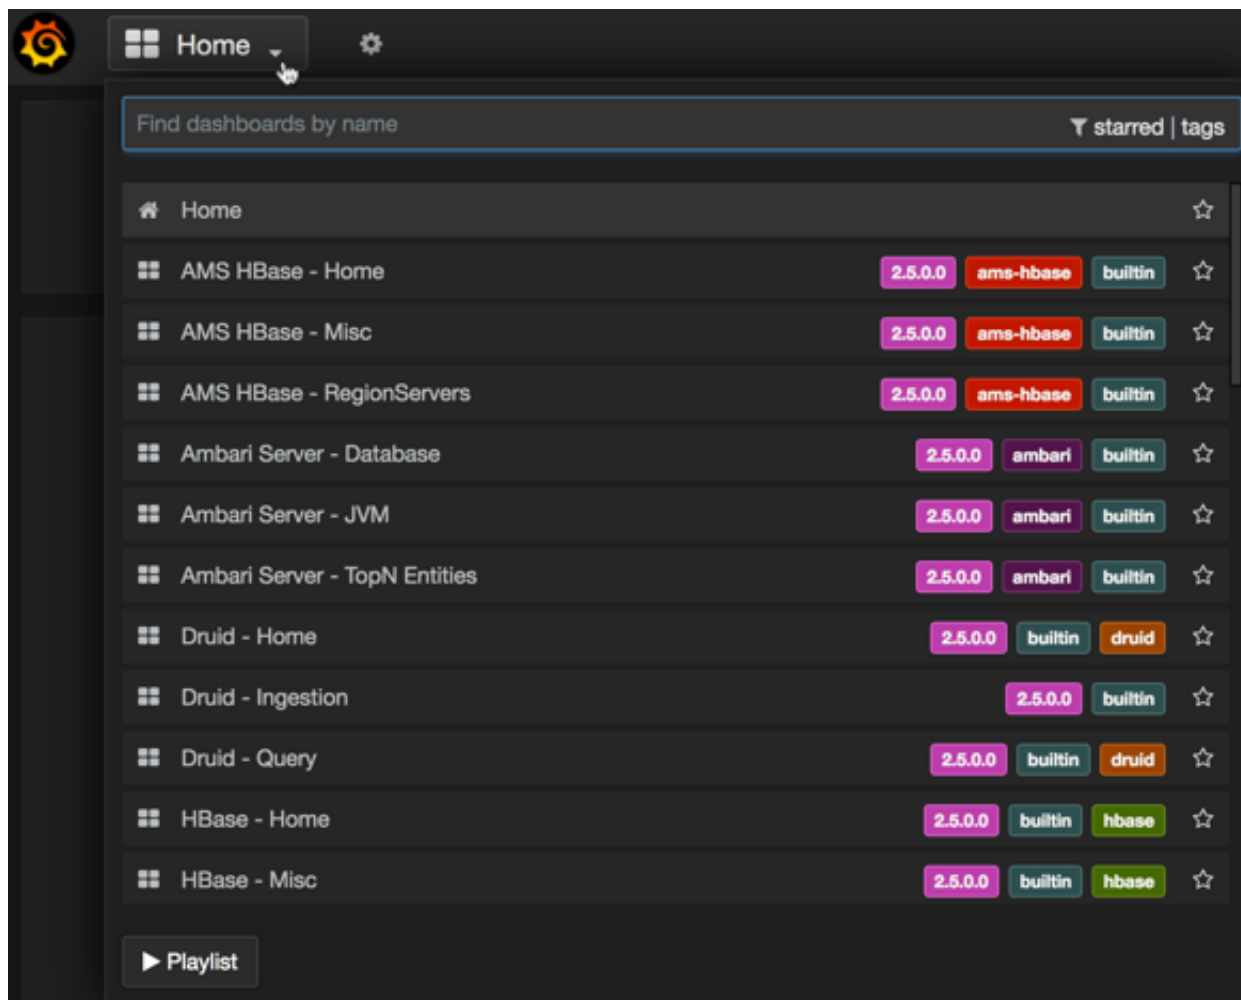 Home
Find dashboards by name starred | tags
Home
AMS HBase - Home 2.5.0.0 ams-hbase builtin
AMS HBase - Misc 2.5.0.0 ams-hbase builtin
AMS HBase - RegionServers 2.5.0.0 ams-hbase builtin
Ambari Server - Database 2.5.0.0 ambari builtin
Ambari Server - JVM 2.5.0.0 ambari builtin
Ambari Server - TopN Entities 2.5.0.0 ambari builtin
Druid - Home 2.5.0.0 builtin druid
Druid - Ingestion 2.5.0.0 builtin
Druid - Query 2.5.0.0 builtin druid
HBase - Home 2.5.0.0 builtin hbase
HBase - Misc 2.5.0.0 builtin hbase
Playlist